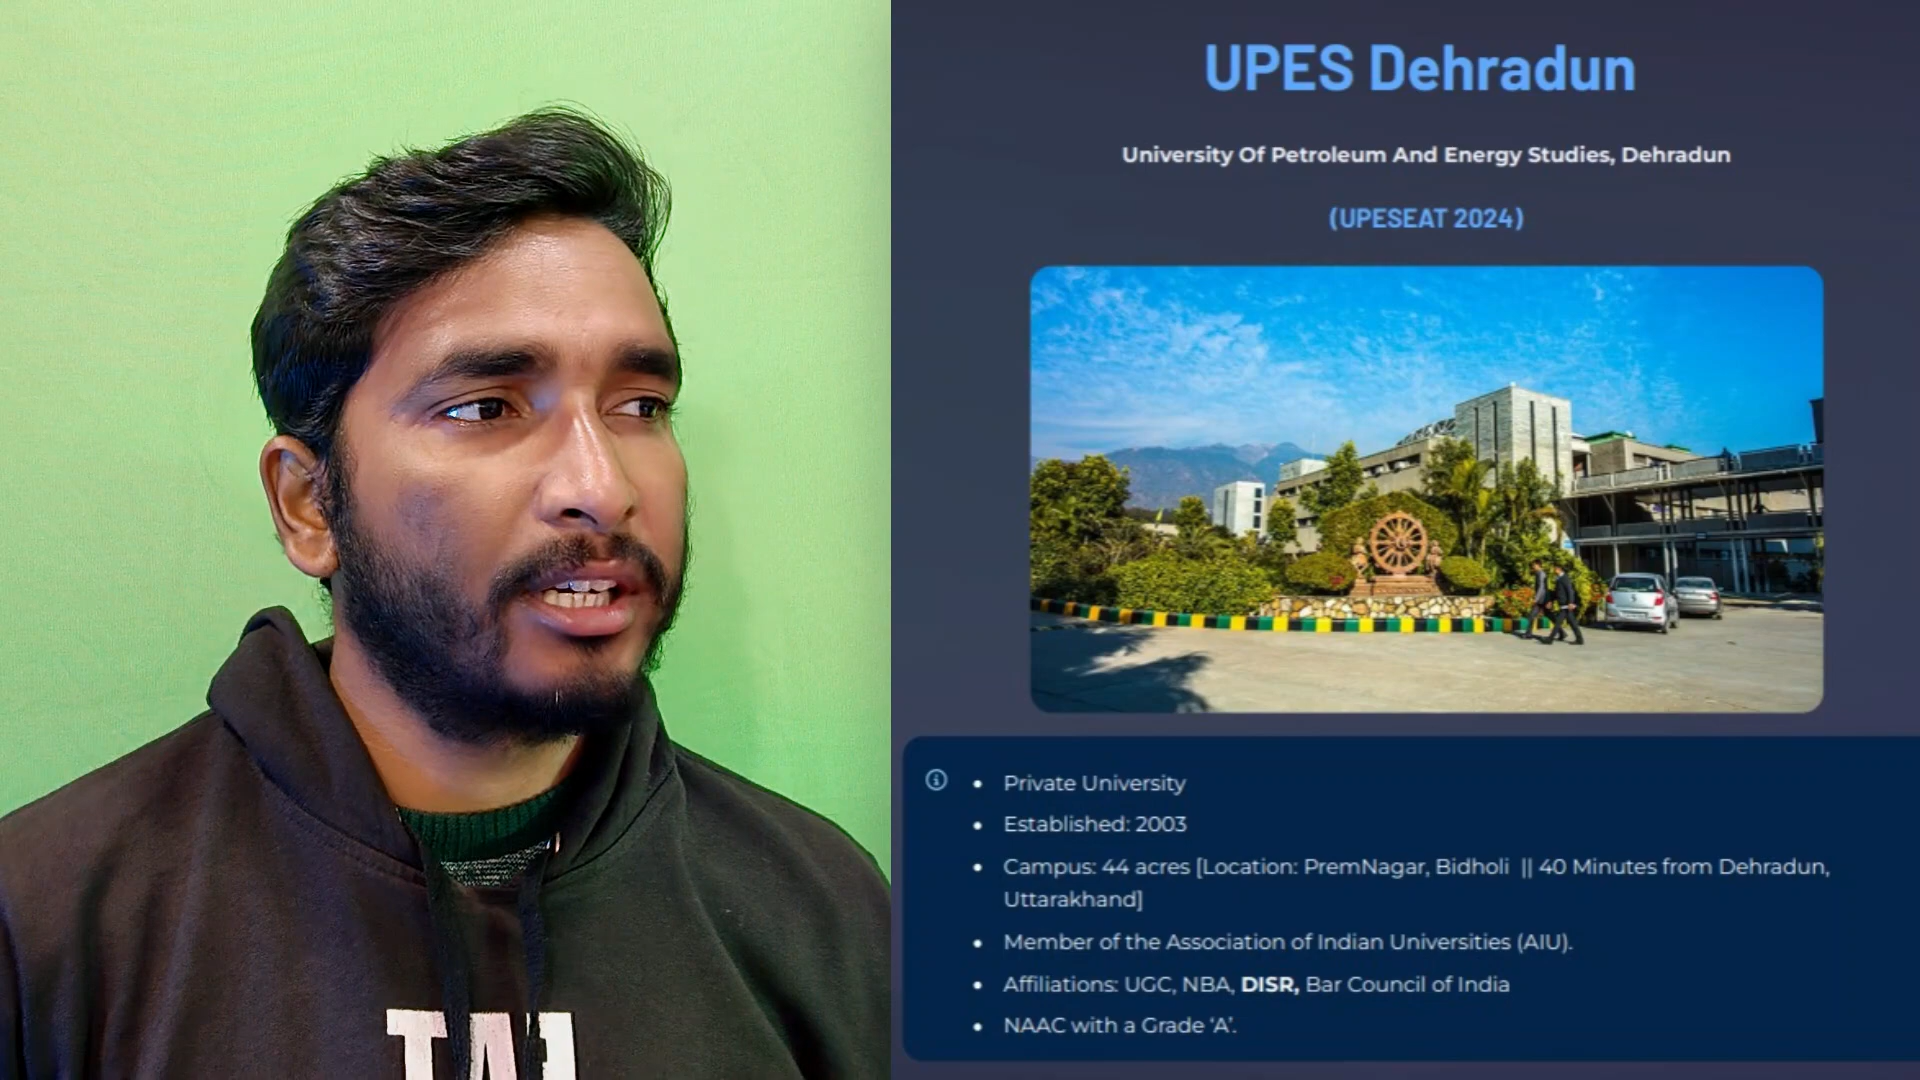 UPES Dehradun
University Of Petroleum And Energy Studies, Dehradun
(UPESEAT 2024)
• Private University
• Established: 2003
• Campus: 44 acres [Location: PremNagar, Bidholi || 40 Minutes from Dehradun,
Uttarakhand]
• Member of the Association of Indian Universities (AIU).
• Affiliations: UGC, NBA, DISR, Bar Council of India
• NAAC with a Grade ‘A’.